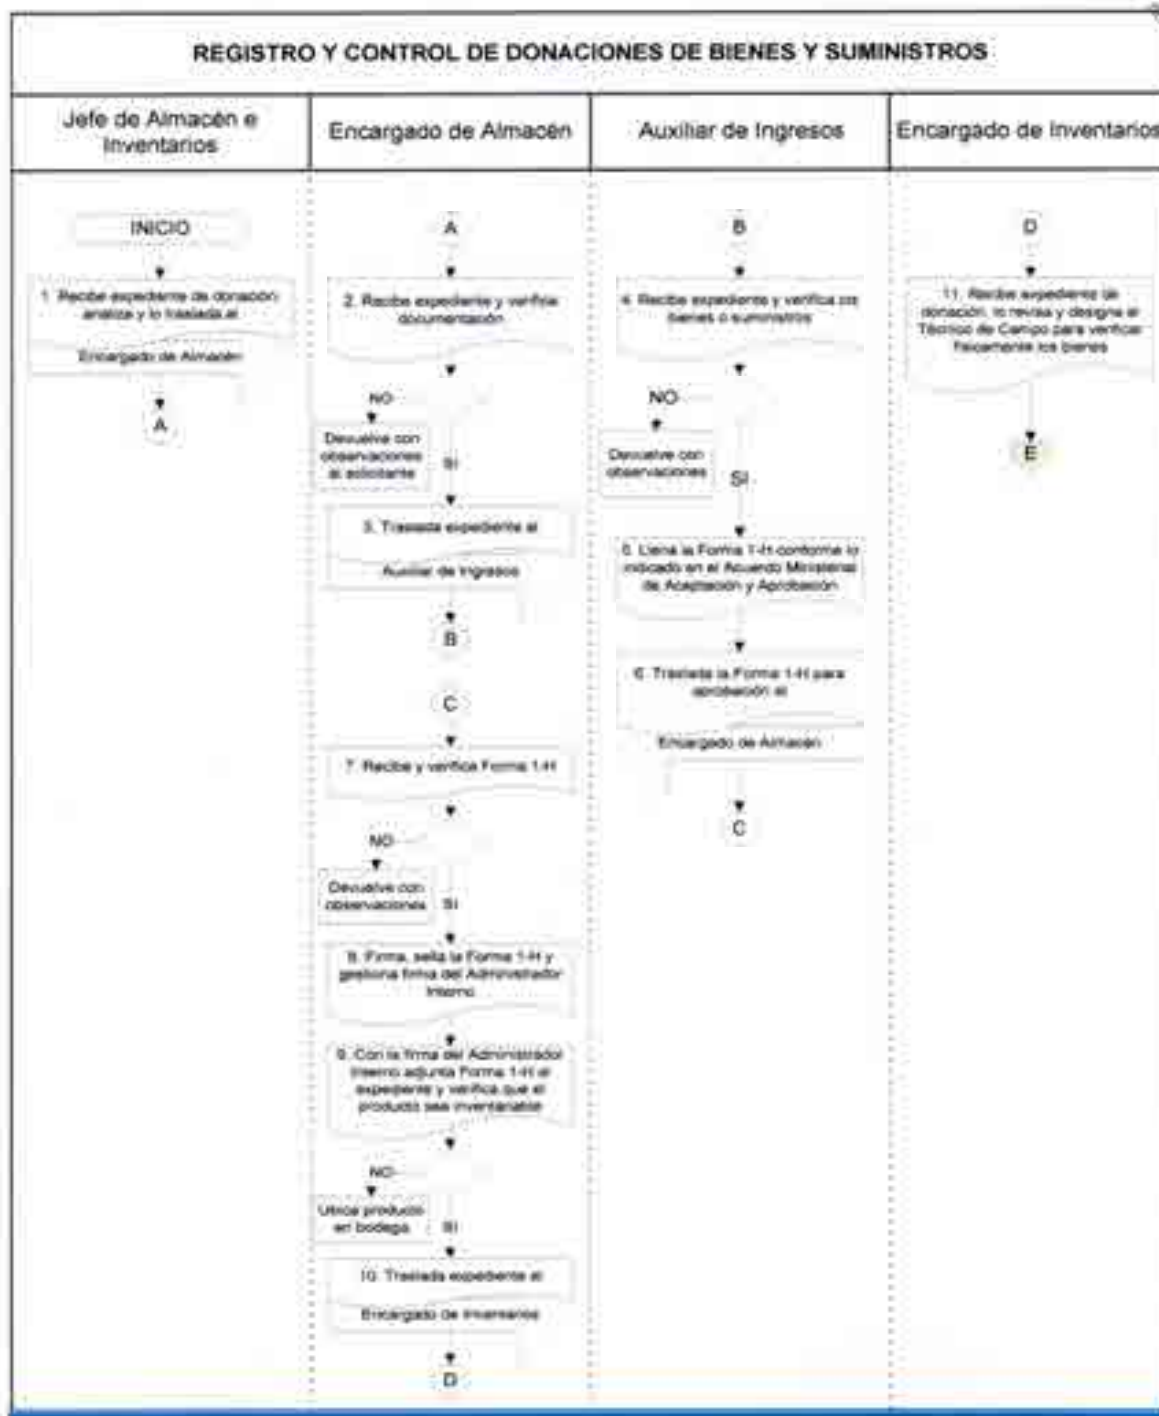 REGISTRO Y CONTROL DE DONACIONES DE BIENES Y SUMINISTROS
Jefe de Almacén e
Inventarios
Encargado de Almacén
Auxiliar de Ingresos
Encargado de Inventarios
INICIO
1. Recibe expediente de donación,
analiza y lo traslada al
Encargado de Almacén
A
A
2. Recibe expediente y verifica
documentación
NO
Devuelve con
observaciones
al solicitante
SI
3. Traslada expediente al
Auxiliar de Ingresos
B
C
7. Recibe y verifica Forma 1-H
NO
Devuelve con
observaciones
SI
8. Firma, sella la Forma 1-H y
gestiona firma del Administrador
Interno
9. Con la firma del Administrador
Interno adjunta Forma 1-H al
expediente y verifica que el
producto sea inventariable
NO
Ubica producto
en bodega
SI
10. Traslada expediente al
Encargado de Inventarios
D
B
4. Recibe expediente y verifica los
bienes o suministros
NO
Devuelve con
observaciones
SI
5. Llena la Forma 1-H conforme lo
indicado en el Acuerdo Ministerial
de Aceptación y Aprobación
6. Traslada la Forma 1-H para
aprobación al
Encargado de Almacén
C
D
11. Recibe expediente de
donación, lo revisa y designa al
Técnico de Campo para verificar
físicamente los bienes
E